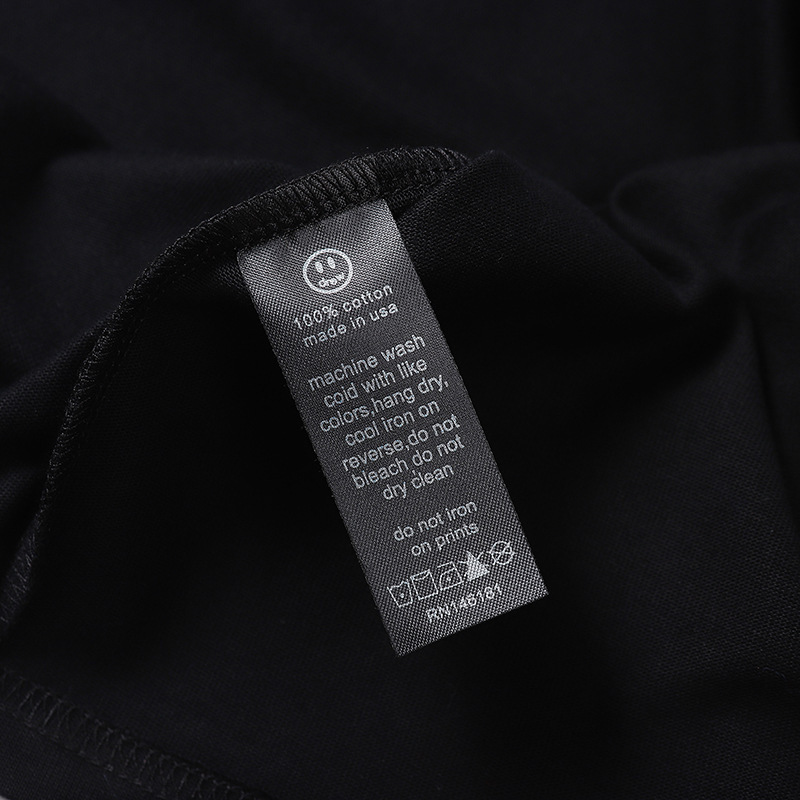 drew
100% cotton
made in usa
machine wash
cold with like
colors,hang dry,
cool iron on
reverse,do not
bleach do not
dry clean
do not iron
on prints
RN146181